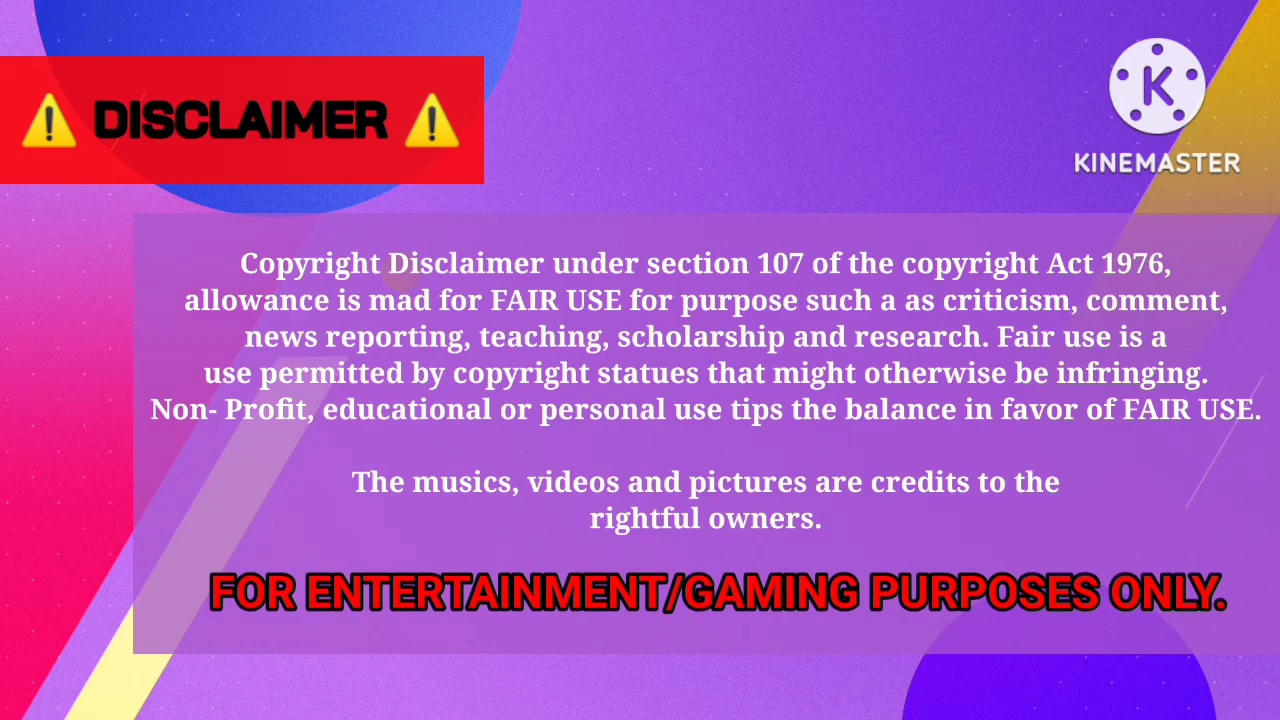 ⚠️ DISCLAIMER ⚠️
K
KINEMASTER
Copyright Disclaimer under section 107 of the copyright Act 1976,
allowance is mad for FAIR USE for purpose such a as criticism, comment,
news reporting, teaching, scholarship and research. Fair use is a
use permitted by copyright statues that might otherwise be infringing.
Non- Profit, educational or personal use tips the balance in favor of FAIR USE.
The musics, videos and pictures are credits to the
rightful owners.
FOR ENTERTAINMENT/GAMING PURPOSES ONLY.